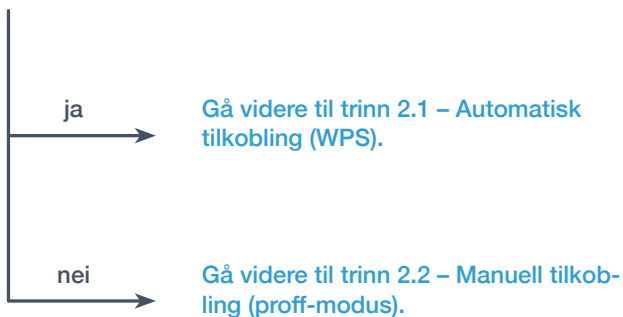 ja
Gå videre til trinn 2.1 – Automatisk
tilkobling (WPS).
nei
Gå videre til trinn 2.2 – Manuell tilkob-
ling (proff-modus).